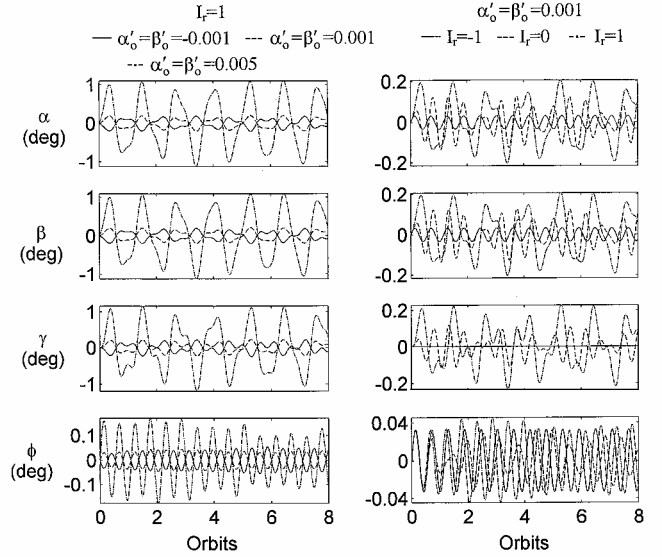 I_r=1
α'_o=β'_o=-0.001 α'_o=β'_o=0.001
α'_o=β'_o=0.005
α'_o=β'_o=0.001
I_r=-1 I_r=0 I_r=1
α
(deg)
1
0
-1
0.2
0
-0.2
β
(deg)
1
0
-1
0.2
0
-0.2
γ
(deg)
1
0
-1
0.2
0
-0.2
ϕ
(deg)
0.1
0
-0.1
0.04
0
-0.04
0 2 4 6 8
0 2 4 6 8
Orbits
Orbits